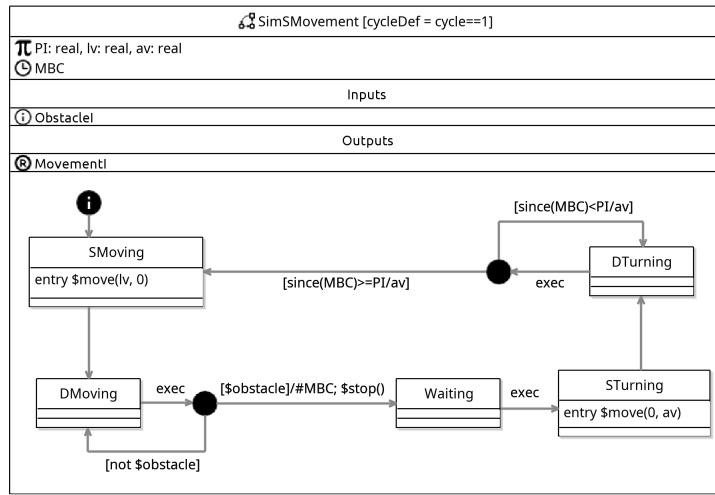 SimSMovement [cycleDef = cycle==1]
PI: real, lv: real, av: real
MBC
Inputs
ObstacleI
Outputs
MovementI
i
[since(MBC)<PI/av]
SMoving
entry $move(lv, 0)
DTurning
[since(MBC)>=PI/av]
exec
DMoving
exec
[$obstacle]/#MBC; $stop()
Waiting
exec
STurning
entry $move(0, av)
[not $obstacle]